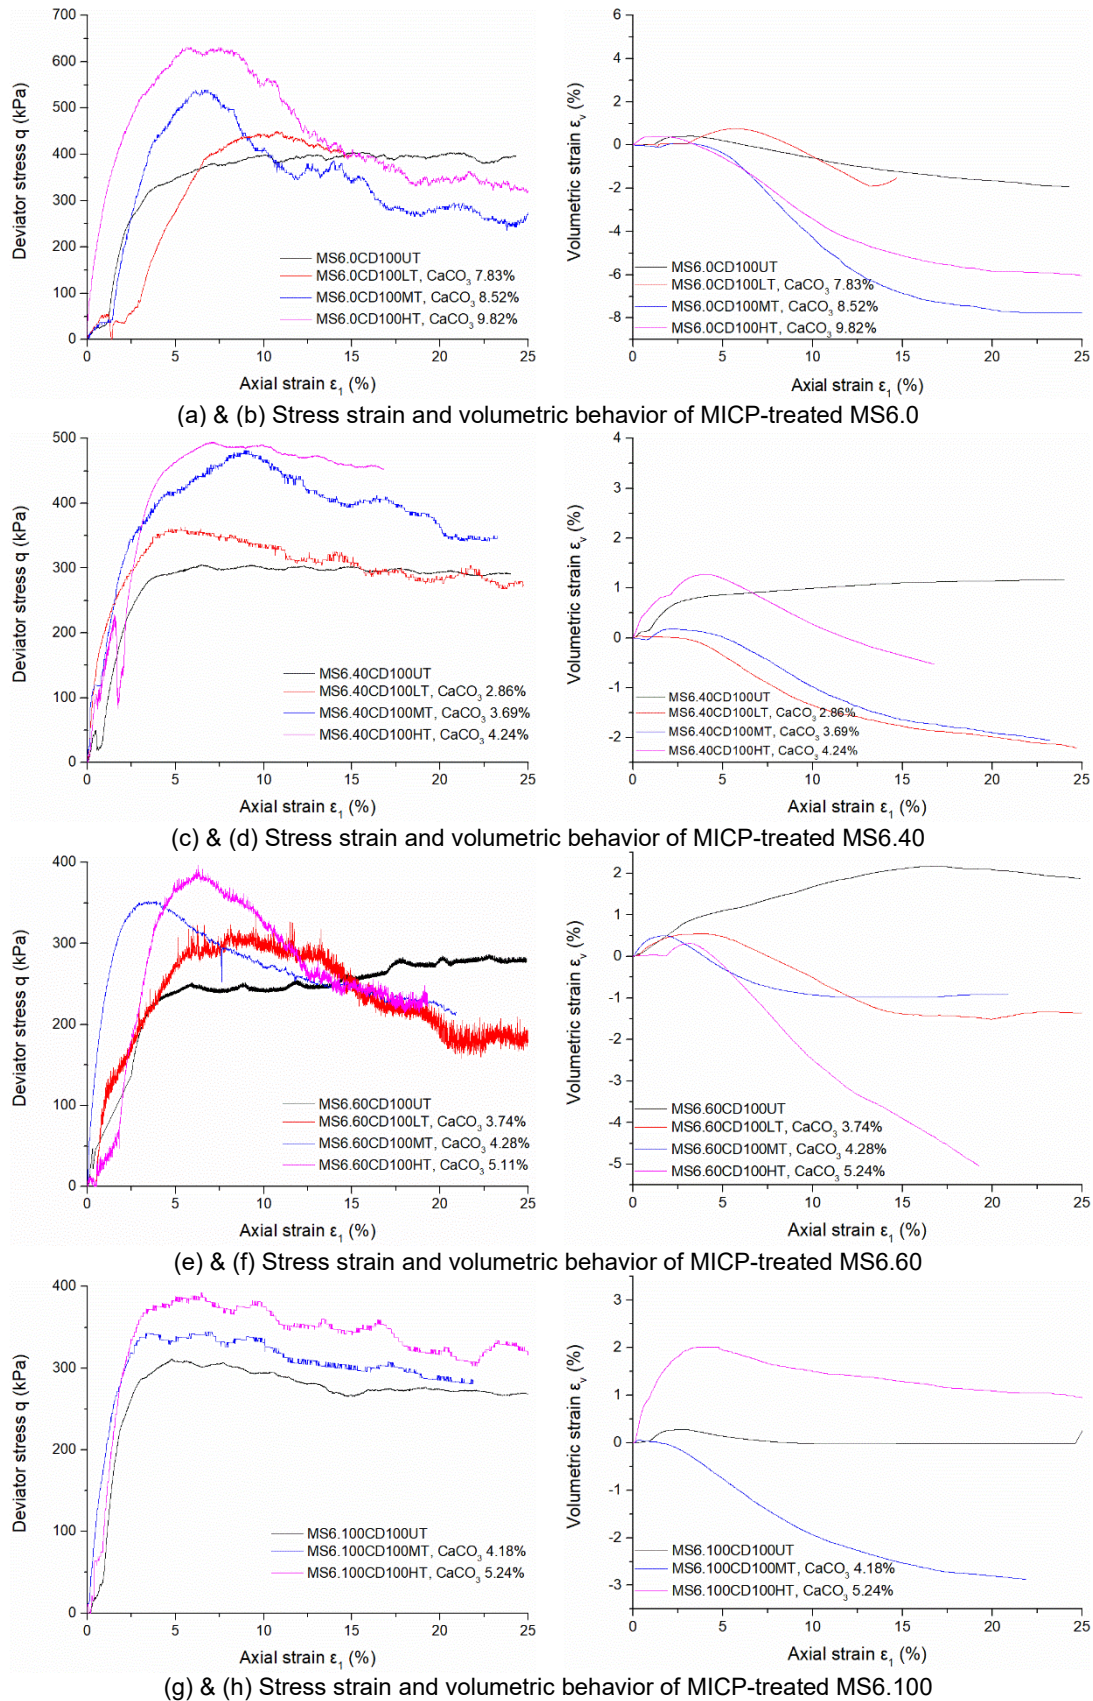 700
600
500
400
300
200
100
0
Deviator stress q (kPa)
MS6.0CD100UT
MS6.0CD100LT, CaCO3 7.83%
MS6.0CD100MT, CaCO3 8.52%
MS6.0CD100HT, CaCO3 9.82%
0 5 10 15 20 25
Axial strain ε1 (%)
6
4
2
0
-2
-4
-6
-8
Volumetric strain εv (%)
MS6.0CD100UT
MS6.0CD100LT, CaCO3 7.83%
MS6.0CD100MT, CaCO3 8.52%
MS6.0CD100HT, CaCO3 9.82%
0 5 10 15 20 25
Axial strain ε1 (%)
(a) & (b) Stress strain and volumetric behavior of MICP-treated MS6.0
500
400
300
200
100
0
Deviator stress q (kPa)
MS6.40CD100UT
MS6.40CD100LT, CaCO3 2.86%
MS6.40CD100MT, CaCO3 3.69%
MS6.40CD100HT, CaCO3 4.24%
0 5 10 15 20 25
Axial strain ε1 (%)
4
3
2
1
0
-1
-2
Volumetric strain εv (%)
MS6.40CD100UT
MS6.40CD100LT, CaCO3 2.86%
MS6.40CD100MT, CaCO3 3.69%
MS6.40CD100HT, CaCO3 4.24%
0 5 10 15 20 25
Axial strain ε1 (%)
(c) & (d) Stress strain and volumetric behavior of MICP-treated MS6.40
400
300
200
100
0
Deviator stress q (kPa)
MS6.60CD100UT
MS6.60CD100LT, CaCO3 3.74%
MS6.60CD100MT, CaCO3 4.28%
MS6.60CD100HT, CaCO3 5.11%
0 5 10 15 20 25
Axial strain ε1 (%)
2
1
0
-1
-2
-3
-4
-5
Volumetric strain εv (%)
MS6.60CD100UT
MS6.60CD100LT, CaCO3 3.74%
MS6.60CD100MT, CaCO3 4.28%
MS6.60CD100HT, CaCO3 5.24%
0 5 10 15 20 25
Axial strain ε1 (%)
(e) & (f) Stress strain and volumetric behavior of MICP-treated MS6.60
400
300
200
100
0
Deviator stress q (kPa)
MS6.100CD100UT
MS6.100CD100MT, CaCO3 4.18%
MS6.100CD100HT, CaCO3 5.24%
0 5 10 15 20 25
Axial strain ε1 (%)
3
2
1
0
-1
-2
-3
Volumetric strain εv (%)
MS6.100CD100UT
MS6.100CD100MT, CaCO3 4.18%
MS6.100CD100HT, CaCO3 5.24%
0 5 10 15 20 25
Axial strain ε1 (%)
(g) & (h) Stress strain and volumetric behavior of MICP-treated MS6.100